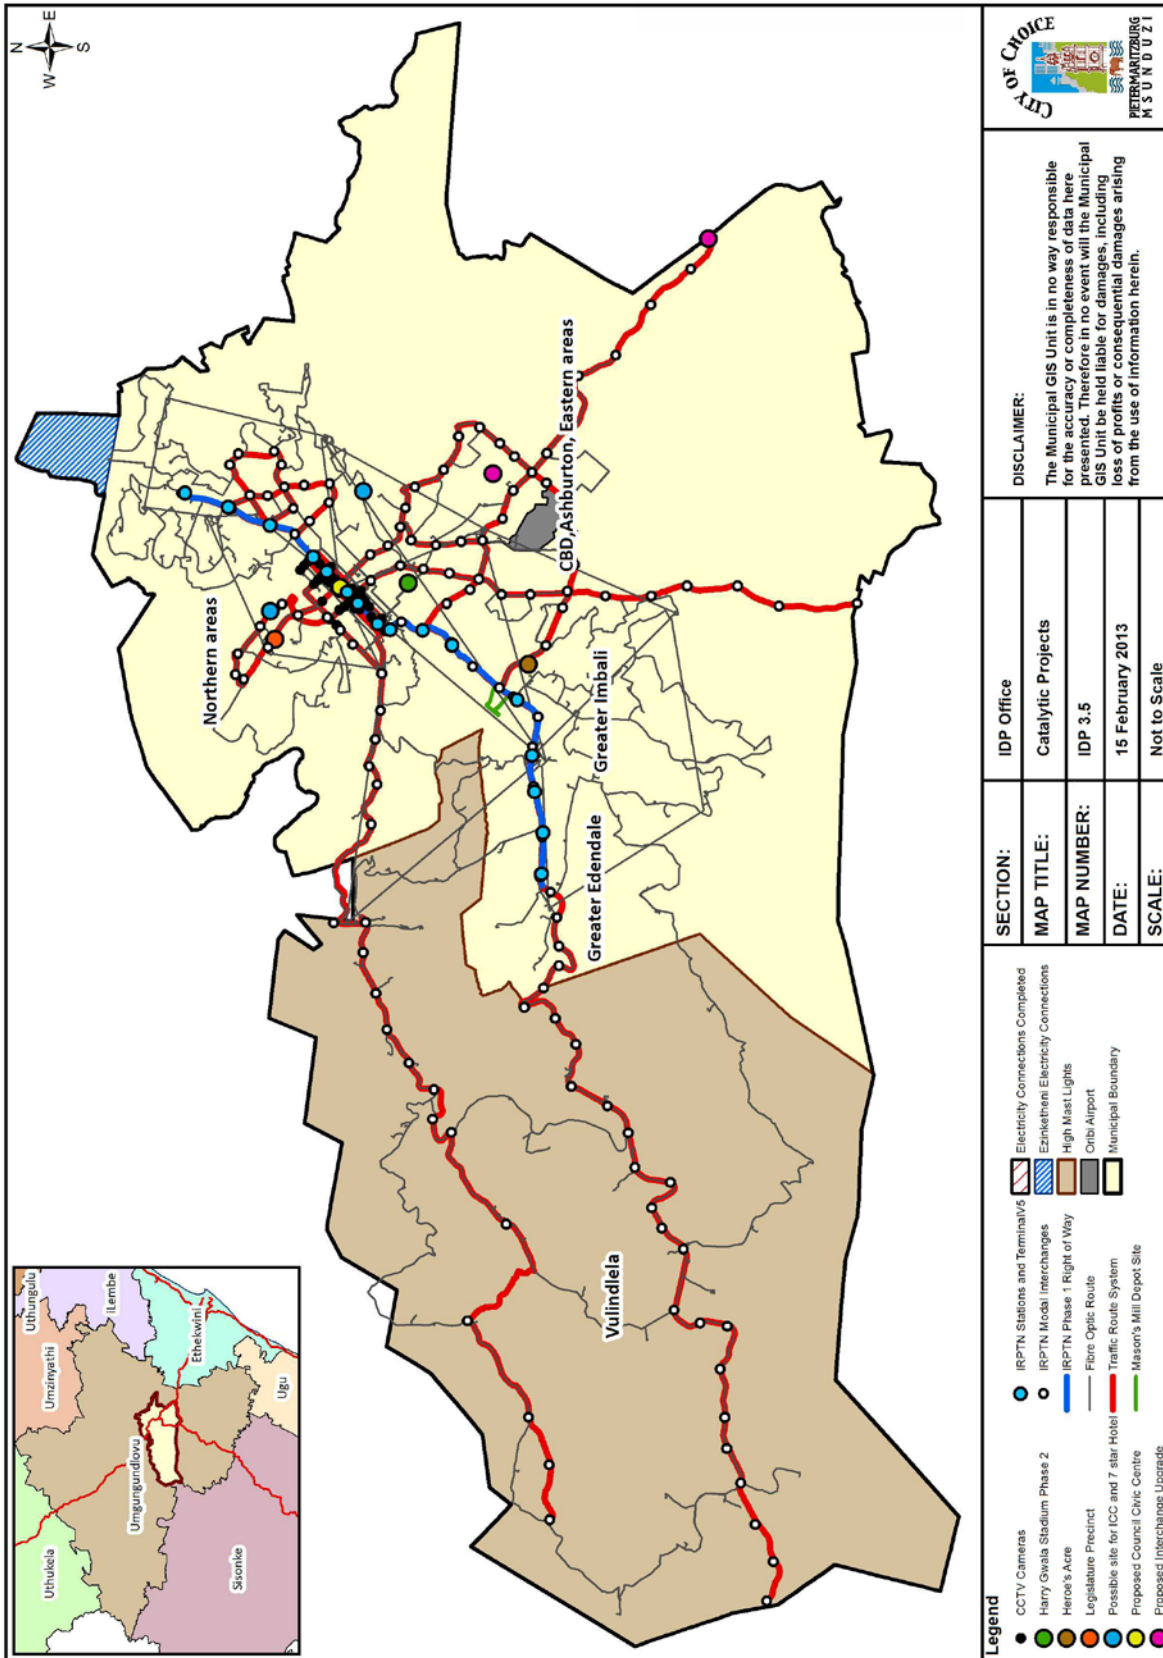 N
E
W
S
Uthukela
Umzinyathi
Uthungulu
iLembe
Umgungundlovu
Ethekwini
Ugu
Sisonke
Northern areas
CBD,Ashburton, Eastern areas
Greater Imbali
Greater Edendale
Vulindlela
Legend
CCTV Cameras
Harry Gwala Stadium Phase 2
Heroe's Acre
Legislature Precinct
Possible site for ICC and 7 star Hotel
Proposed Council Civic Centre
Proposed Interchange Upgrade
IRPTN Stations and TerminalV5
IRPTN Modal Interchanges
IRPTN Phase 1 Right of Way
Fibre Optic Route
Traffic Route System
Mason's Mill Depot Site
Electricity Connections Completed
Ezinketheni Electricity Connections
High Mast Lights
Oribi Airport
Municipal Boundary
SECTION: IDP Office
MAP TITLE: Catalytic Projects
MAP NUMBER: IDP 3.5
DATE: 15 February 2013
SCALE: Not to Scale
DISCLAIMER:
The Municipal GIS Unit is in no way responsible
for the accuracy or completeness of data here
presented. Therefore in no event will the Municipal
GIS Unit be held liable for damages, including
loss of profits or consequential damages arising
from the use of information herein.
CITY OF CHOICE
PIETERMARITZBURG
MSUNDUZI